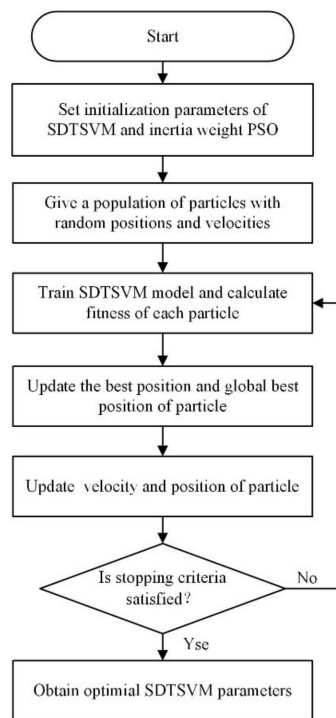 Start
Set initialization parameters of
SDTSVM and inertia weight PSO
Give a population of particles with
random positions and velocities
Train SDTSVM model and calculate
fitness of each particle
Update the best position and global best
position of particle
Update velocity and position of particle
Is stopping criteria
satisfied?
No
Yse
Obtain optimial SDTSVM parameters